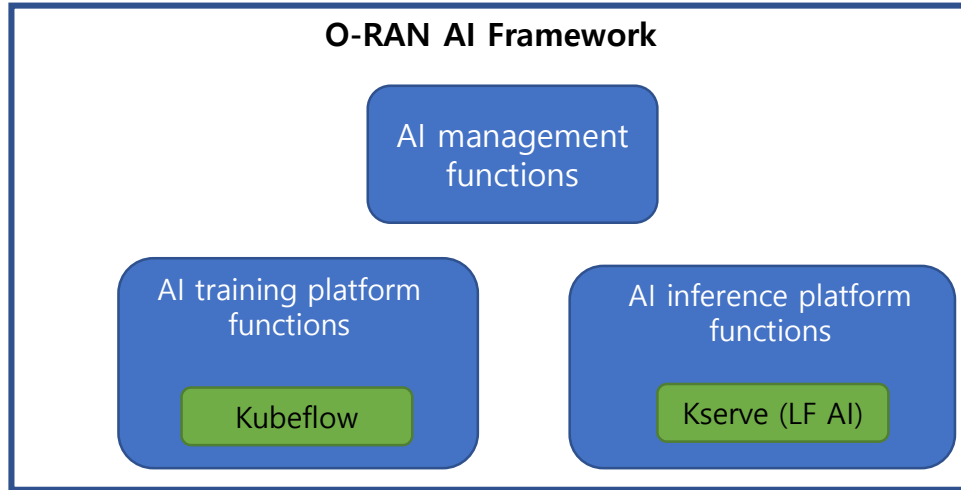 O-RAN AI Framework
AI management
functions
AI training platform
functions
Kubeflow
AI inference platform
functions
Kserve (LF AI)